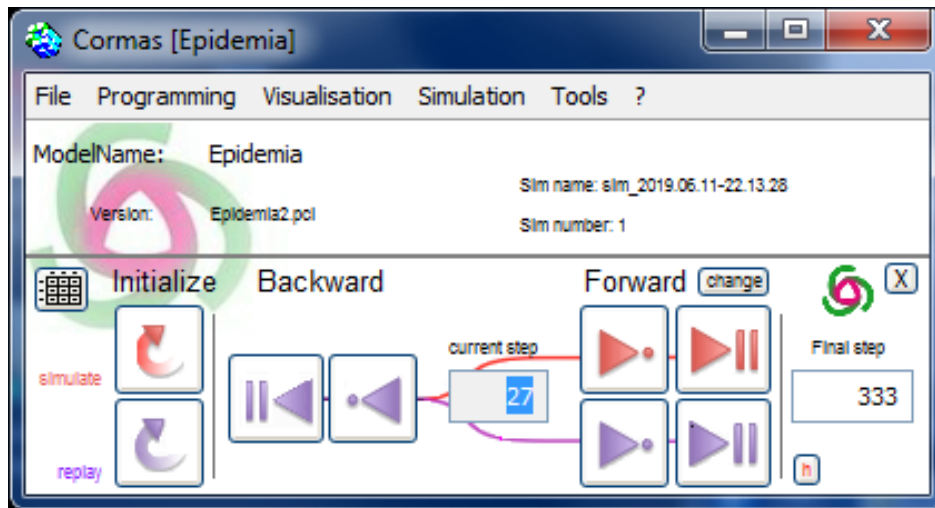 Cormas [Epidemia]
File Programming Visualisation Simulation Tools ?
ModelName: Epidemia
Sim name: sim_2019.06.11-22.13.28
Version: Epidemia2.pcl
Sim number: 1
Initialize Backward Forward change X
current step
Final step
simulate
27
333
replay
h